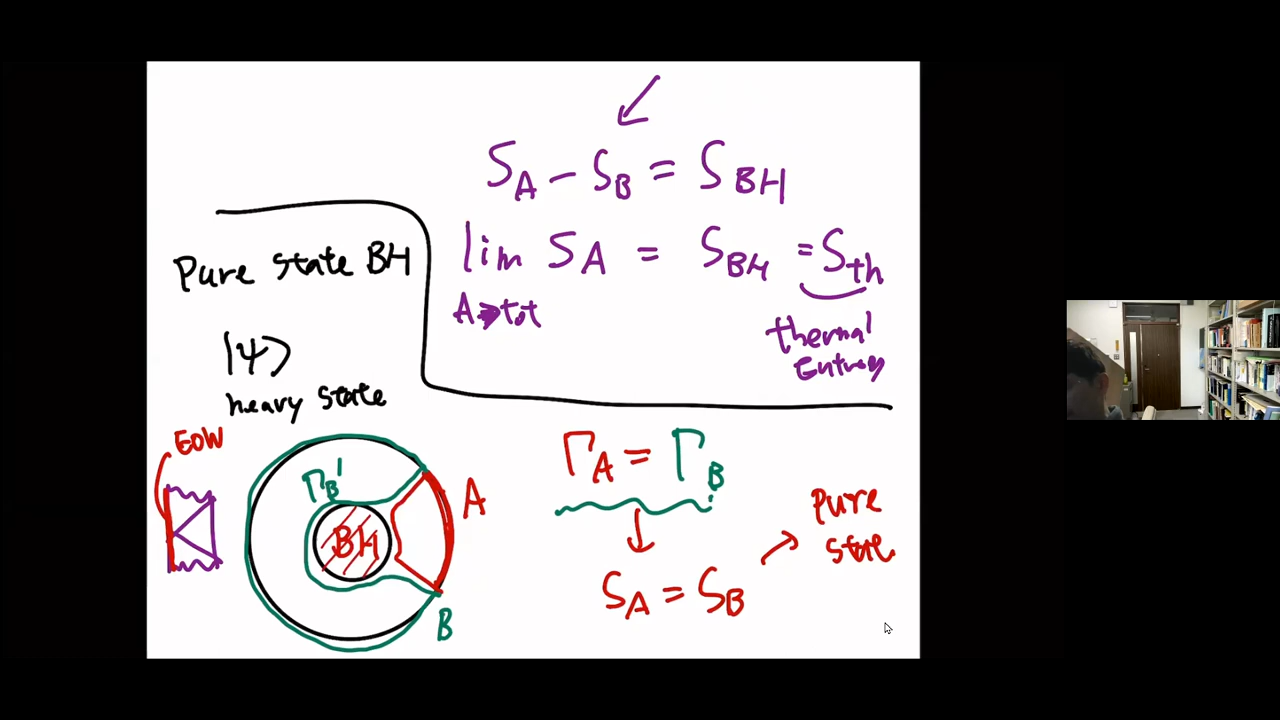 S_A - S_B = S_BH
lim S_A = S_BH = S_th
A→tot
thermal
Entropy
Pure state BH
|ψ⟩
heavy state
EOW
Γ_B'
A
BH
B
Γ_A = Γ_B
S_A = S_B
Pure
state